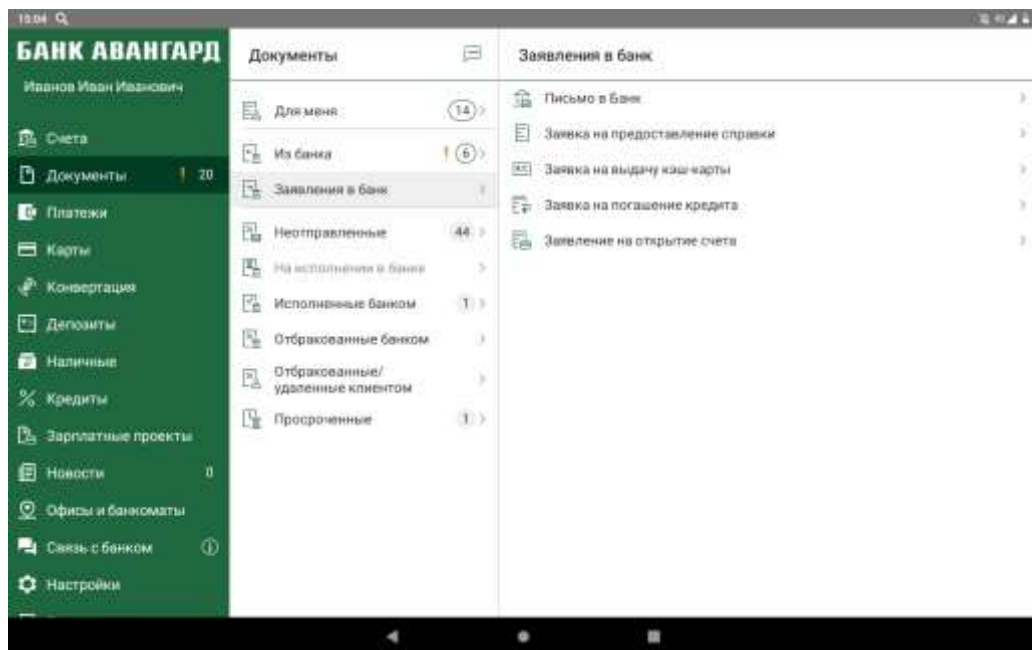 15:04
БАНК АВАНГАРД
Иванов Иван Иванович
Счета
Документы ! 20
Платежи
Карты
Конвертация
Депозиты
Наличные
Кредиты
Зарплатные проекты
Новости 0
Офисы и банкоматы
Связь с банком
Настройки
Документы
Для меня 14
Из банка ! 6
Заявления в банк
Неотправленные 44
На исполнении в банке
Исполненные банком 1
Отбракованные банком
Отбракованные/
удаленные клиентом
Просроченные 1
Заявления в банк
Письмо в Банк
Заявка на предоставление справки
Заявка на выдачу кэш-карты
Заявка на погашение кредита
Заявление на открытие счета